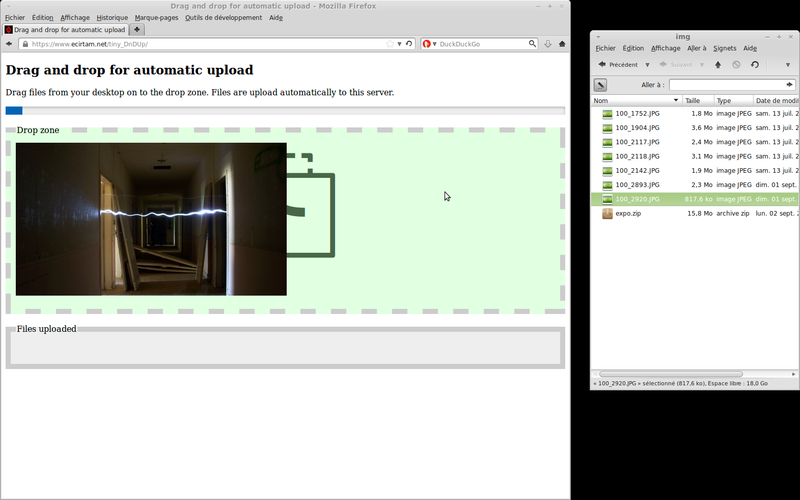 Drag and drop for automatic upload - Mozilla Firefox
Fichier Édition Affichage Historique Marque-pages Outils de développement Aide
Drag and drop for automatic upload
https://www.ecirtam.net/tiny_DnDUp/
DuckDuckGo
Drag and drop for automatic upload
Drag files from your desktop on to the drop zone. Files are upload automatically to this server.
Drop zone
Files uploaded
img
Fichier Édition Affichage Aller à Signets Aide
Précédent Suivant
Aller à :
Nom Taille Type Date de modifi
100_1752.JPG 1,8 Mo image JPEG sam. 13 juil. 2
100_1904.JPG 3,6 Mo image JPEG sam. 13 juil. 2
100_2117.JPG 2,4 Mo image JPEG sam. 13 juil. 2
100_2118.JPG 3,1 Mo image JPEG sam. 13 juil. 2
100_2142.JPG 1,9 Mo image JPEG sam. 13 juil. 2
100_2893.JPG 2,3 Mo image JPEG dim. 01 sept.
100_2920.JPG 817,6 ko image JPEG dim. 01 sept.
expo.zip 15,8 Mo archive zip lun. 02 sept. 2
« 100_2920.JPG » sélectionné (817,6 ko), Espace libre : 18,0 Go